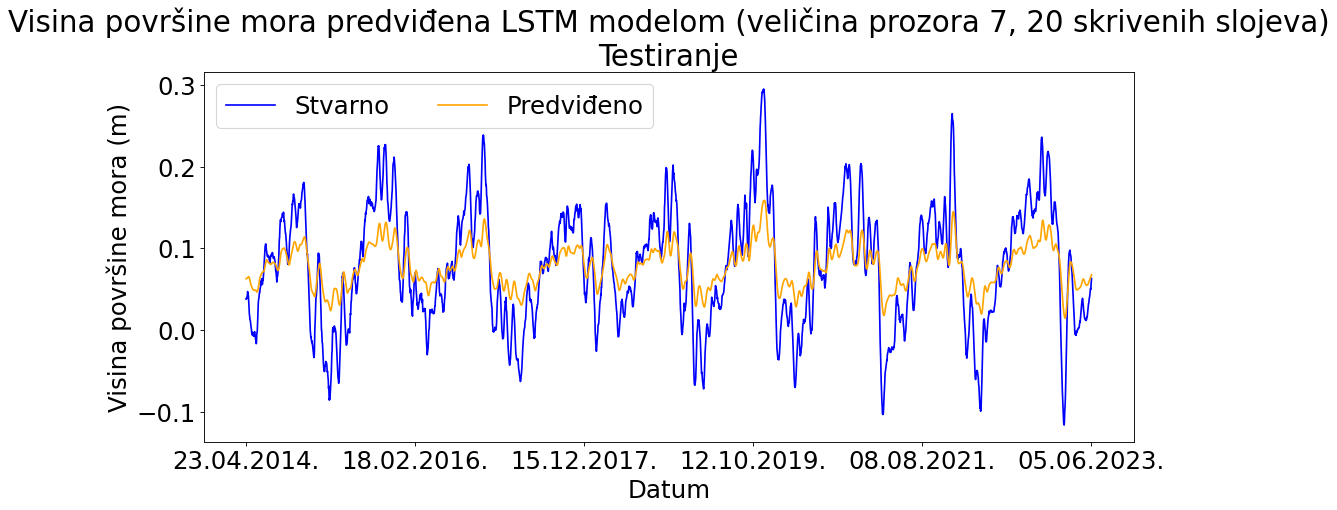 Visina površine mora predviđena LSTM modelom (veličina prozora 7, 20 skrivenih slojeva)
Testiranje
Stvarno
Predviđeno
Visina površine mora (m)
0.3
0.2
0.1
0.0
−0.1
23.04.2014.
18.02.2016.
15.12.2017.
12.10.2019.
08.08.2021.
05.06.2023.
Datum